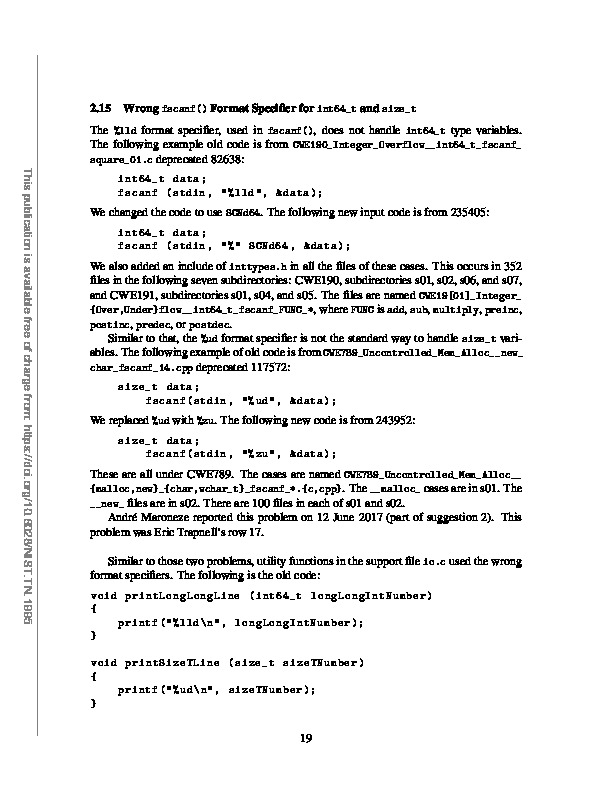 2.15 Wrong fscanf() Format Specifier for int64_t and size_t
The %lld format specifier, used in fscanf(), does not handle int64_t type variables.
The following example old code is from CWE190_Integer_Overflow__int64_t_fscanf_
square_01.c deprecated 82638:
int64_t data;
fscanf (stdin, "%lld", &data);
We changed the code to use SCNd64. The following new input code is from 235405:
int64_t data;
fscanf (stdin, "%" SCNd64, &data);
We also added an include of inttypes.h in all the files of these cases. This occurs in 352
files in the following seven subdirectories: CWE190, subdirectories s01, s02, s06, and s07,
and CWE191, subdirectories s01, s04, and s05. The files are named CWE19[01]_Integer_
{Over,Under}flow__int64_t_fscanf_FUNC_*, where FUNC is add, sub, multiply, preinc,
postinc, predec, or postdec.
Similar to that, the %ud format specifier is not the standard way to handle size_t vari-
ables. The following example of old code is from CWE789_Uncontrolled_Mem_Alloc__new_
char_fscanf_14.cpp deprecated 117572:
size_t data;
fscanf(stdin, "%ud", &data);
We replaced %ud with %zu. The following new code is from 243952:
size_t data;
fscanf(stdin, "%zu", &data);
These are all under CWE789. The cases are named CWE789_Uncontrolled_Mem_Alloc__
{malloc,new}_{char,wchar_t}_fscanf_*.{c,cpp}. The __malloc_ cases are in s01. The
__new_ files are in s02. There are 100 files in each of s01 and s02.
André Maroneze reported this problem on 12 June 2017 (part of suggestion 2). This
problem was Eric Trapnell's row 17.
Similar to those two problems, utility functions in the support file io.c used the wrong
format specifiers. The following is the old code:
void printLongLongLine (int64_t longLongIntNumber)
{
printf("%lld\n", longLongIntNumber);
}
void printSizeTLine (size_t sizeTNumber)
{
printf("%ud\n", sizeTNumber);
}
19
This publication is available free of charge from: https://doi.org/10.6028/NIST.TN.1995